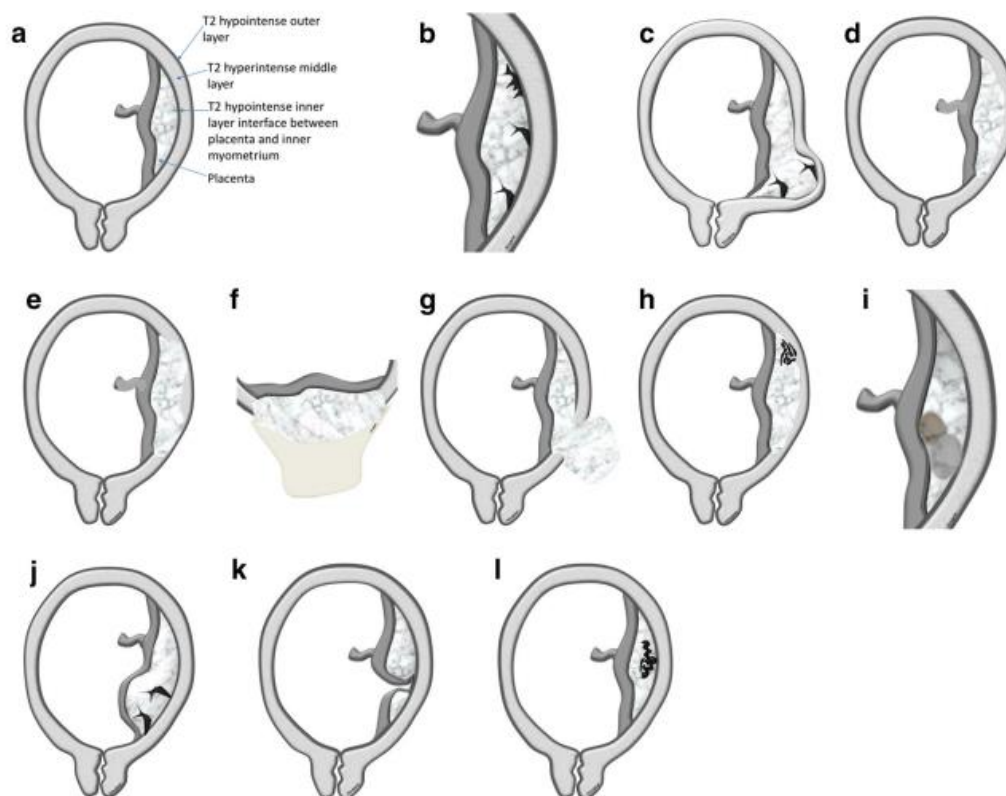 a
T2 hypointense outer
layer
T2 hyperintense middle
layer
T2 hypointense inner
layer interface between
placenta and inner
myometrium
Placenta
b
c
d
e
f
g
h
i
j
k
l